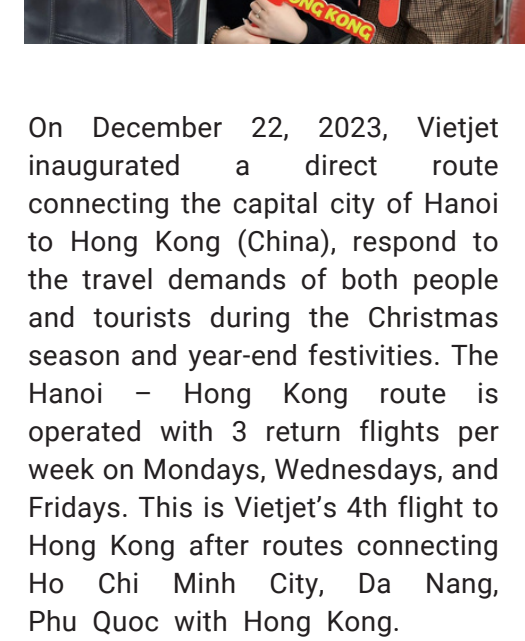 ONG KONG
On December 22, 2023, Vietjet
inaugurated a direct route
connecting the capital city of Hanoi
to Hong Kong (China), respond to
the travel demands of both people
and tourists during the Christmas
season and year-end festivities. The
Hanoi – Hong Kong route is
operated with 3 return flights per
week on Mondays, Wednesdays, and
Fridays. This is Vietjet’s 4th flight to
Hong Kong after routes connecting
Ho Chi Minh City, Da Nang,
Phu Quoc with Hong Kong.